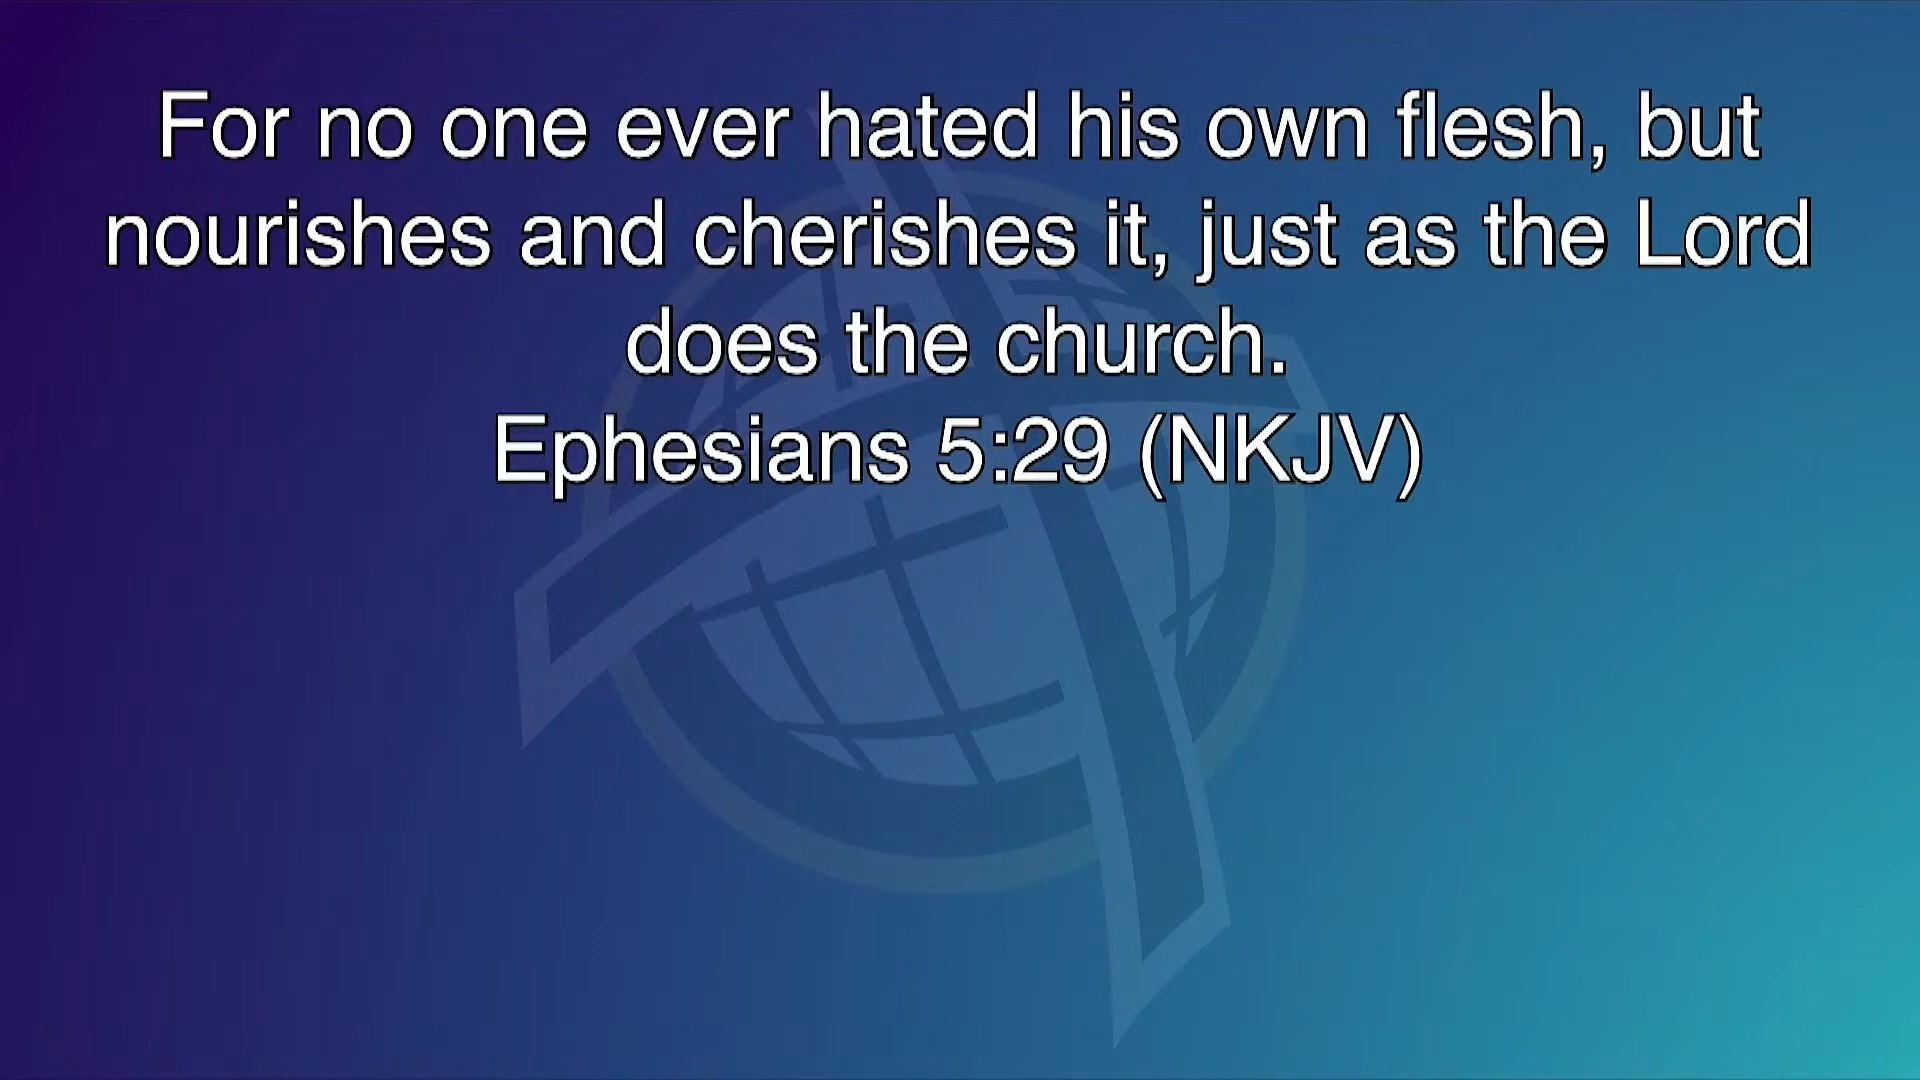 For no one ever hated his own flesh, but
nourishes and cherishes it, just as the Lord
does the church.
Ephesians 5:29 (NKJV)